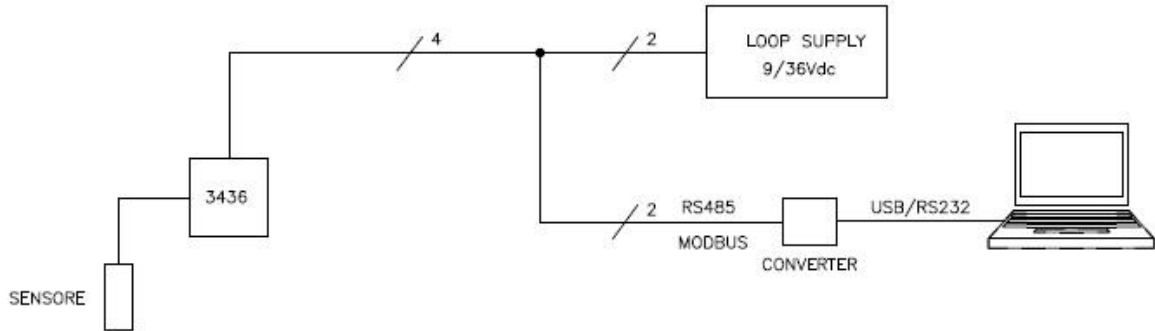 4
2
LOOP SUPPLY
9/36Vdc
3436
2
RS485
MODBUS
CONVERTER
USB/RS232
SENSORE